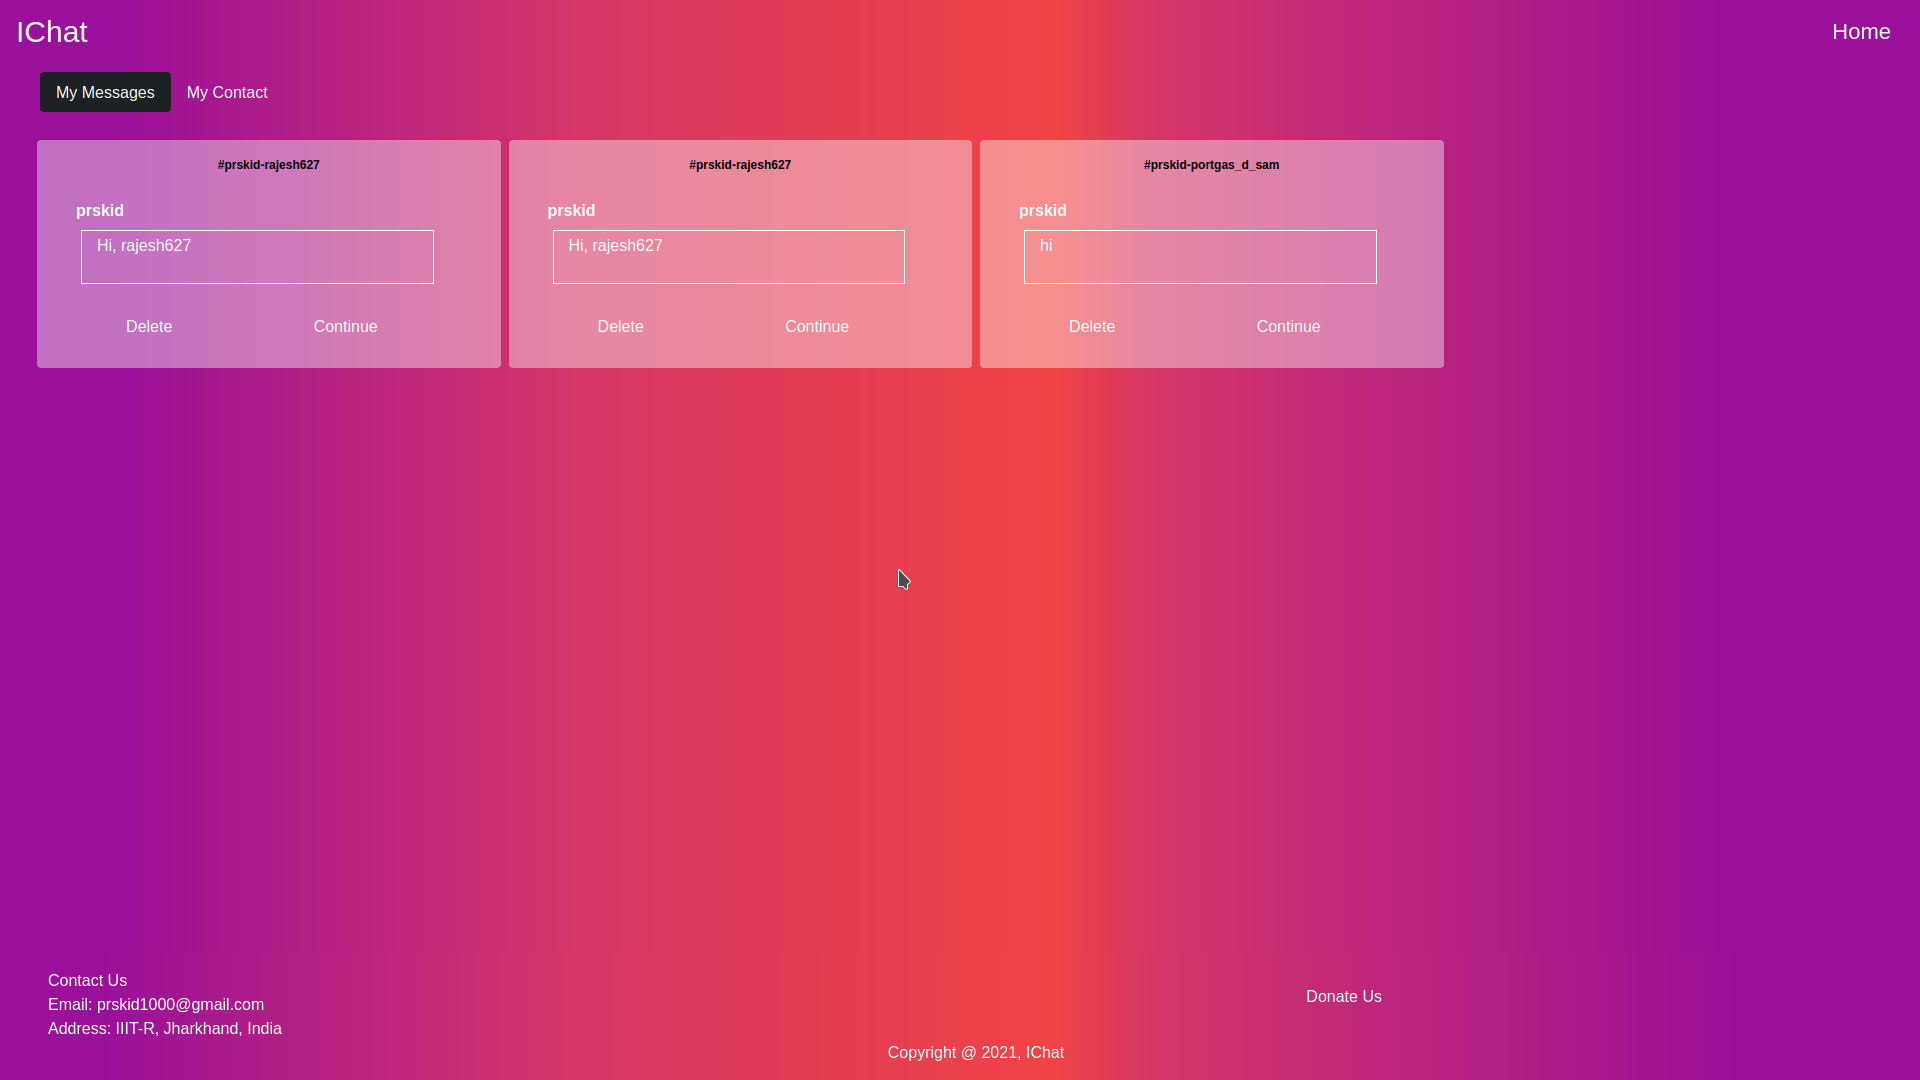 IChat
Home
My Messages
My Contact
#prskid-rajesh627
prskid
Hi, rajesh627
Delete
Continue
#prskid-rajesh627
prskid
Hi, rajesh627
Delete
Continue
#prskid-portgas_d_sam
prskid
hi
Delete
Continue
Contact Us
Email: prskid1000@gmail.com
Address: IIIT-R, Jharkhand, India
Donate Us
Copyright @ 2021, IChat